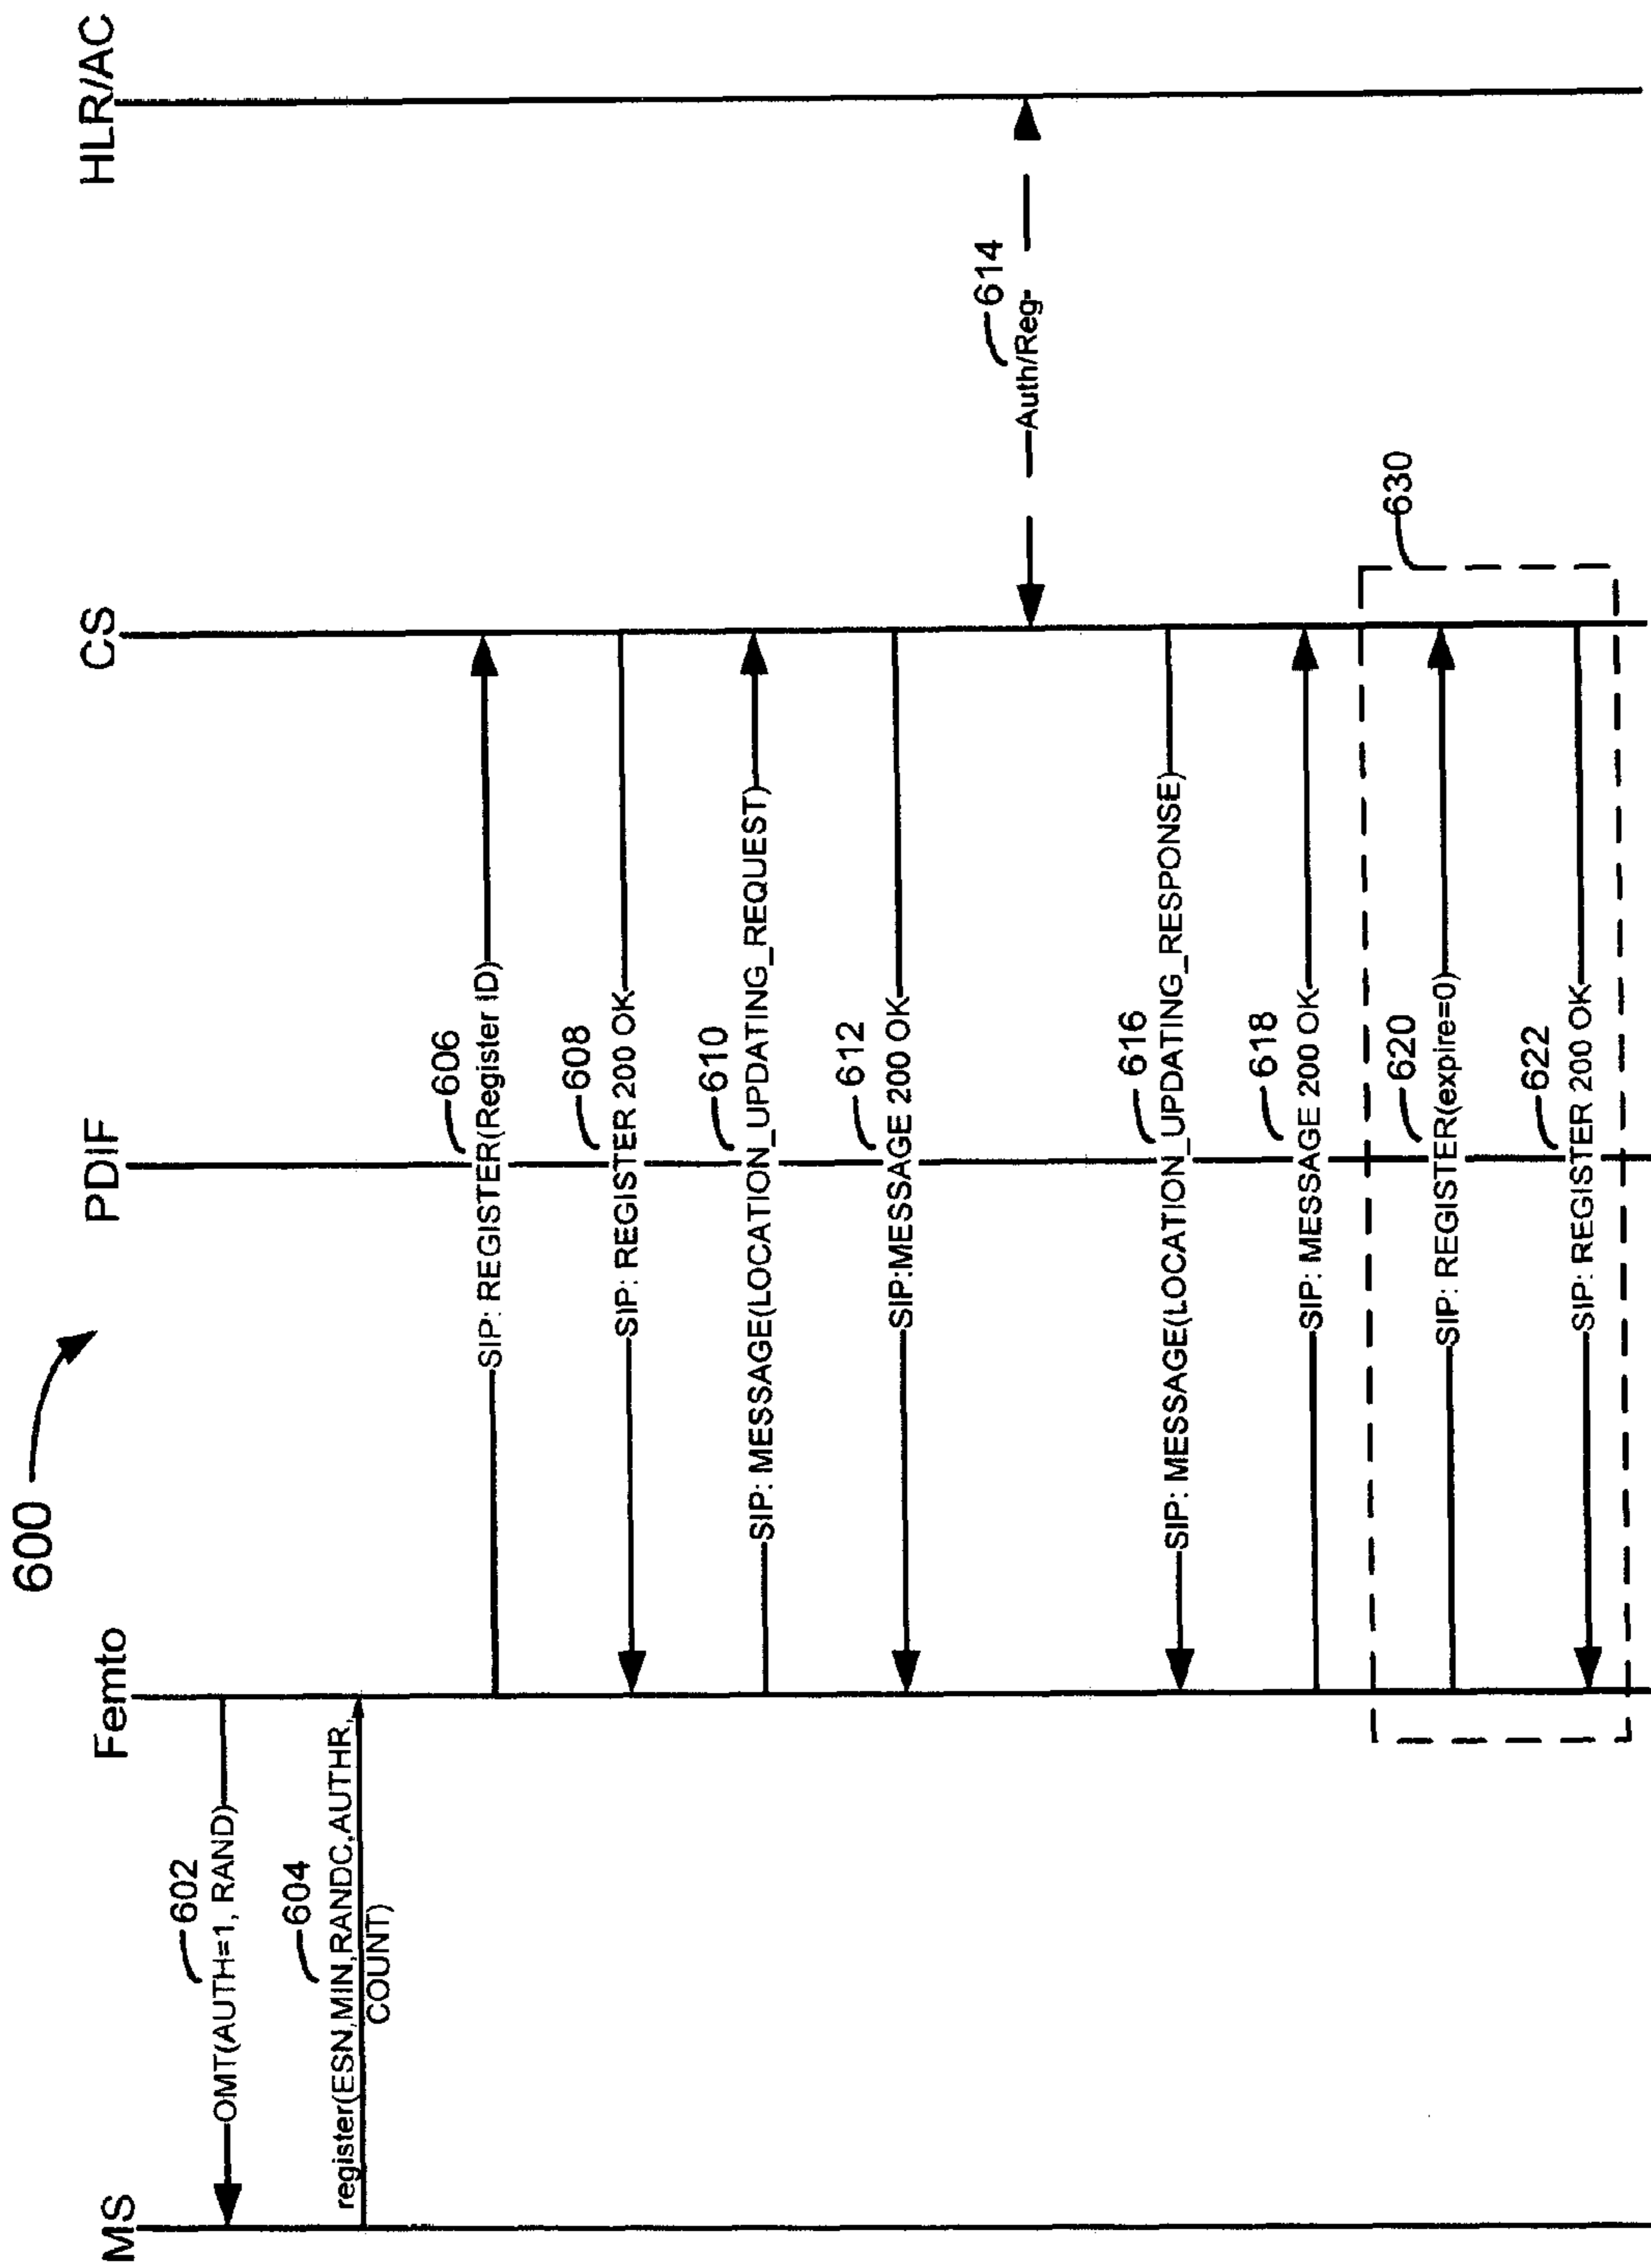 600
MS
Femto
PDIF
CS
HLR/AC
602
OMT(AUTH=1, RAND)
604
register(ESN,MIN,RANDC,AUTHR,
COUNT)
606
SIP: REGISTER(Register ID)
608
SIP: REGISTER 200 OK
610
SIP: MESSAGE(LOCATION_UPDATING_REQUEST)
612
SIP:MESSAGE 200 OK
614
Auth/Reg
616
SIP: MESSAGE(LOCATION_UPDATING_RESPONSE)
618
SIP: MESSAGE 200 OK
630
620
SIP: REGISTER(expire=0)
622
SIP: REGISTER 200 OK